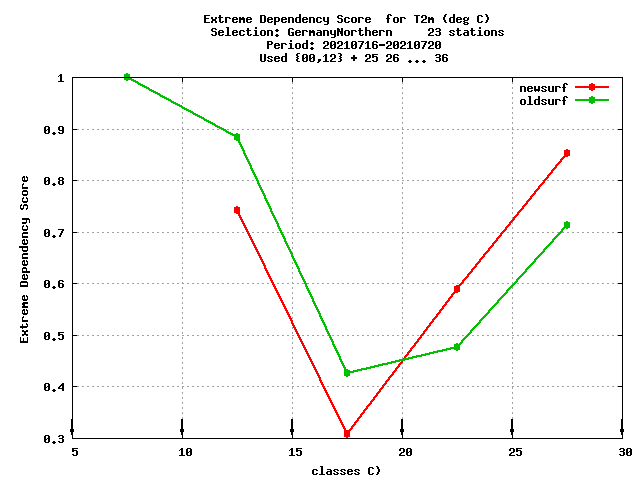 Extreme Dependency Score  for T2m (deg C)
Selection: GermanyNorthern     23 stations
Period: 20210716-20210720
Used {00,12} + 25 26 ... 36
newsurf
oldsurf
Extreme Dependency Score
1
0.9
0.8
0.7
0.6
0.5
0.4
0.3
5 10 15 20 25 30
classes C)